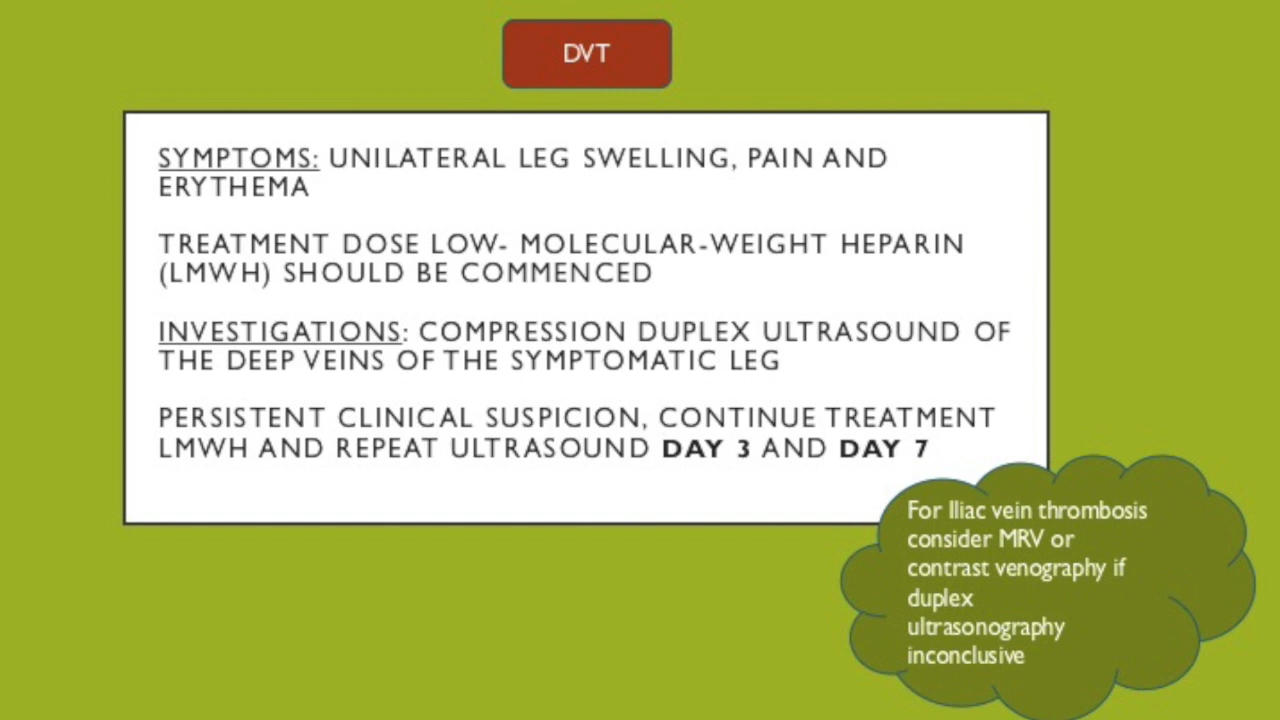 DVT
SYMPTOMS: UNILATERAL LEG SWELLING, PAIN AND
ERYTHEMA
TREATMENT DOSE LOW- MOLECULAR-WEIGHT HEPARIN
(LMWH) SHOULD BE COMMENCED
INVESTIGATIONS: COMPRESSION DUPLEX ULTRASOUND OF
THE DEEP VEINS OF THE SYMPTOMATIC LEG
PERSISTENT CLINICAL SUSPICION, CONTINUE TREATMENT
LMWH AND REPEAT ULTRASOUND DAY 3 AND DAY 7
For Iliac vein thrombosis
consider MRV or
contrast venography if
duplex
ultrasonography
inconclusive